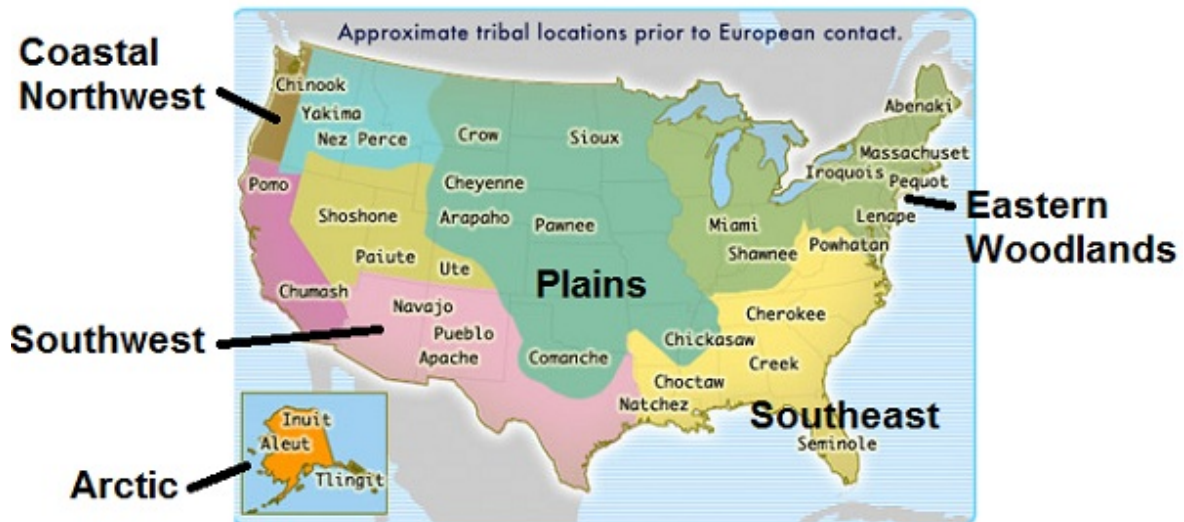 Approximate tribal locations prior to European contact.
Coastal
Northwest
Chinook
Yakima
Nez Perce
Crow
Sioux
Abenaki
Massachuset
Iroquois
Pequot
Pomo
Cheyenne
Shoshone
Arapaho
Pawnee
Miami
Lenape
Eastern
Woodlands
Shawnee
Powhatan
Paiute
Ute
Plains
Chumash
Navajo
Cherokee
Southwest
Pueblo
Chickasaw
Apache
Comanche
Creek
Choctaw
Natchez
Southeast
Seminole
Inuit
Aleut
Arctic
Tlingit